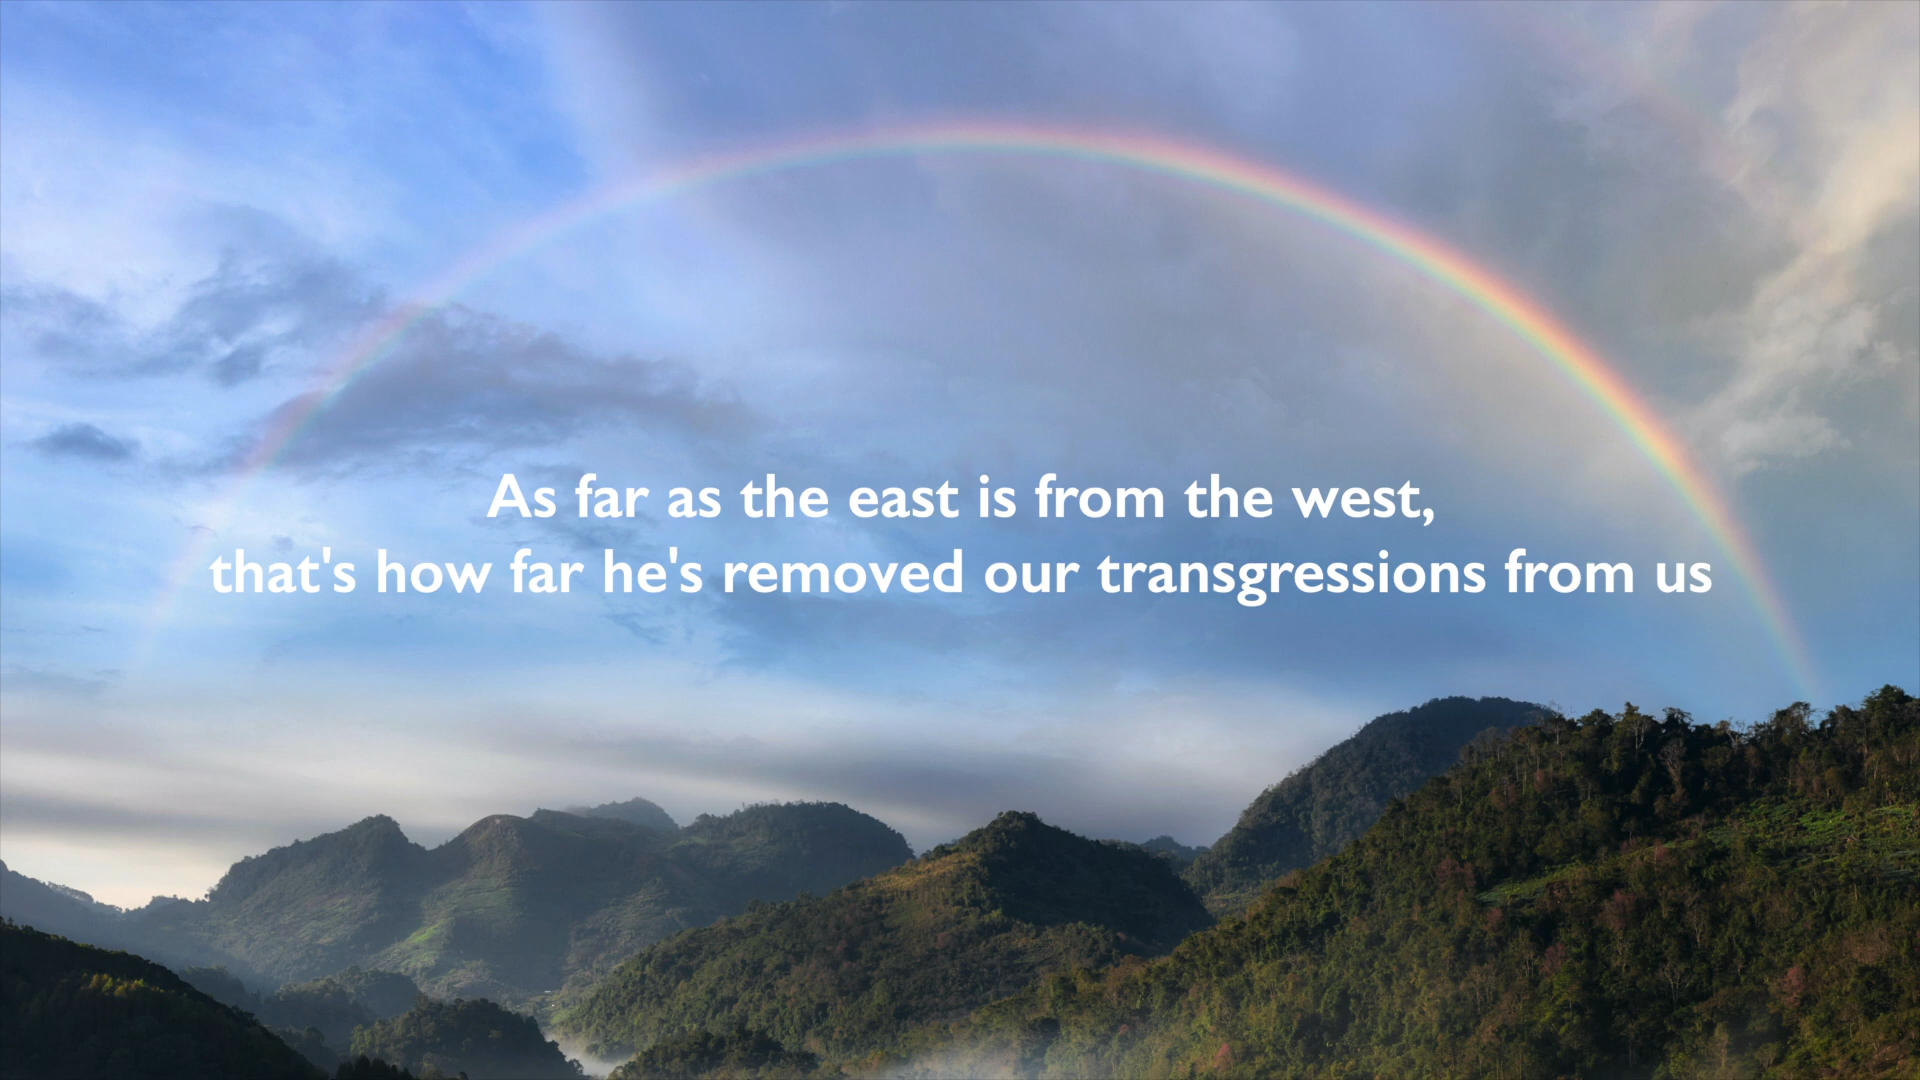 As far as the east is from the west,
that's how far he's removed our transgressions from us